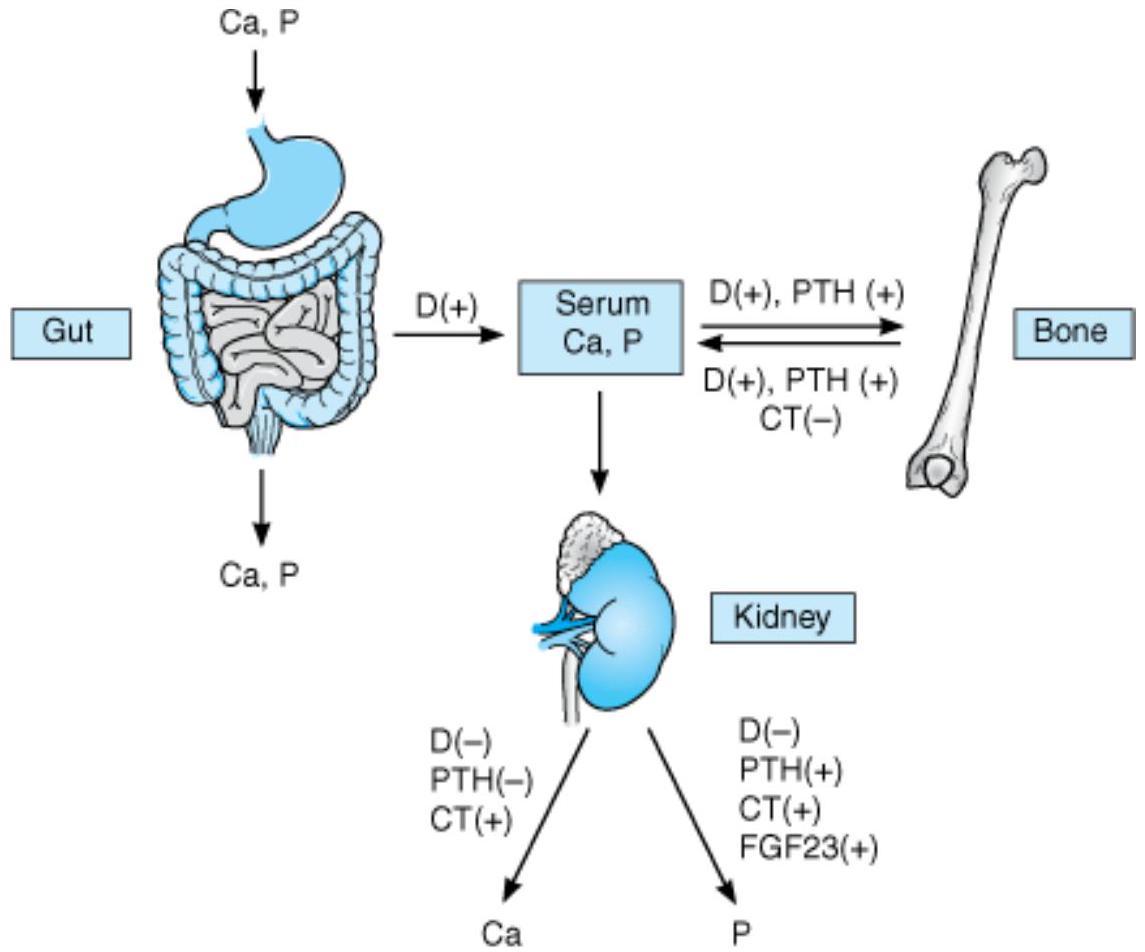 Ca, P
Gut
D(+)
Serum
Ca, P
D(+), PTH (+)
D(+), PTH (+)
CT(–)
Bone
Ca, P
Kidney
D(–)
PTH(–)
CT(+)
D(–)
PTH(+)
CT(+)
FGF23(+)
Ca
P